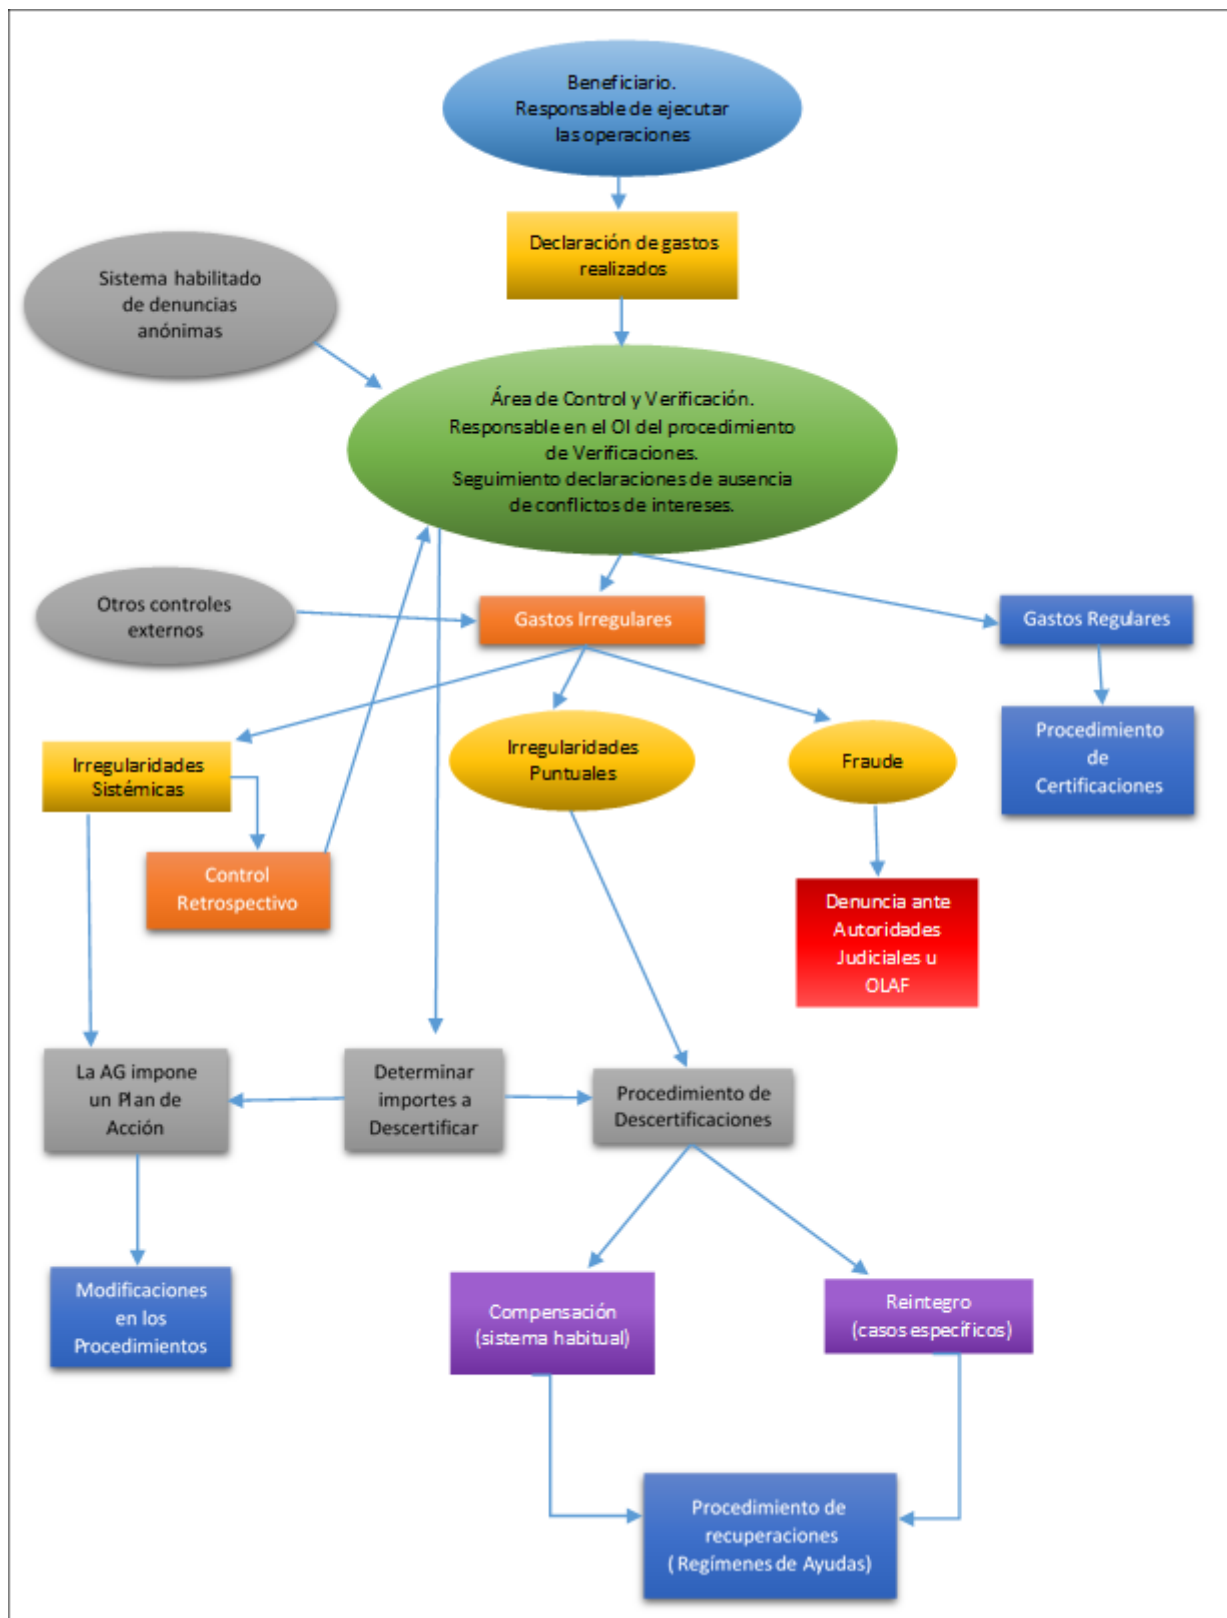 Beneficiario.
Responsable de ejecutar
las operaciones
Declaración de gastos
realizados
Sistema habilitado
de denuncias
anónimas
Área de Control y Verificación.
Responsable en el OI del procedimiento
de Verificaciones.
Seguimiento declaraciones de ausencia
de conflictos de intereses.
Otros controles
externos
Gastos Irregulares
Gastos Regulares
Irregularidades
Sistémicas
Irregularidades
Puntuales
Fraude
Procedimiento
de
Certificaciones
Control
Retrospectivo
Denuncia ante
Autoridades
Judiciales u
OLAF
La AG impone
un Plan de
Acción
Determinar
importes a
Descertificar
Procedimiento de
Descertificaciones
Modificaciones
en los
Procedimientos
Compensación
(sistema habitual)
Reintegro
(casos específicos)
Procedimiento de
recuperaciones
( Regímenes de Ayudas)